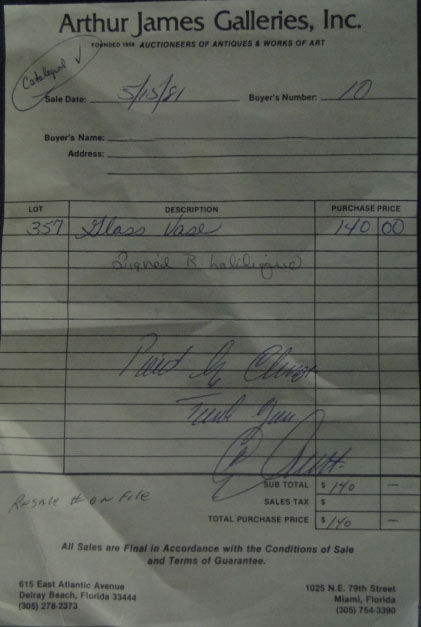 Arthur James Galleries, Inc.
FOUNDED 1958 AUCTIONEERS OF ANTIQUES & WORKS OF ART
Catalogued ✓
Sale Date: 5/15/81 Buyer's Number: 10
Buyer's Name:
Address:
LOT DESCRIPTION PURCHASE PRICE
357 Glass Vase 140 00
Signed R.
Paid by Check
Thank You
SUB TOTAL $ 140 —
Resale # on File
SALES TAX $
TOTAL PURCHASE PRICE $ 140 —
All Sales are Final in Accordance with the Conditions of Sale
and Terms of Guarantee.
615 East Atlantic Avenue
Delray Beach, Florida 33444
(305) 278-2373
1025 N.E. 79th Street
Miami, Florida
(305) 754-3390